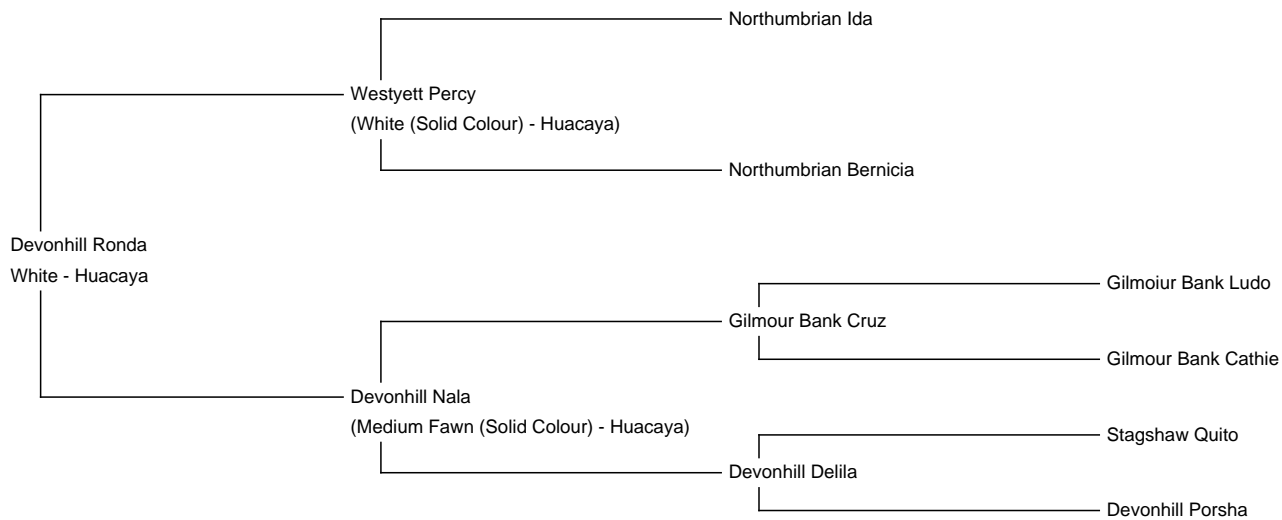 Northumbrian Ida
Westyett Percy
(White (Solid Colour) - Huacaya)
Northumbrian Bernicia
Devonhill Ronda
White - Huacaya
Gilmoiur Bank Ludo
Gilmour Bank Cruz
Gilmour Bank Cathie
Devonhill Nala
(Medium Fawn (Solid Colour) - Huacaya)
Stagshaw Quito
Devonhill Delila
Devonhill Porsha